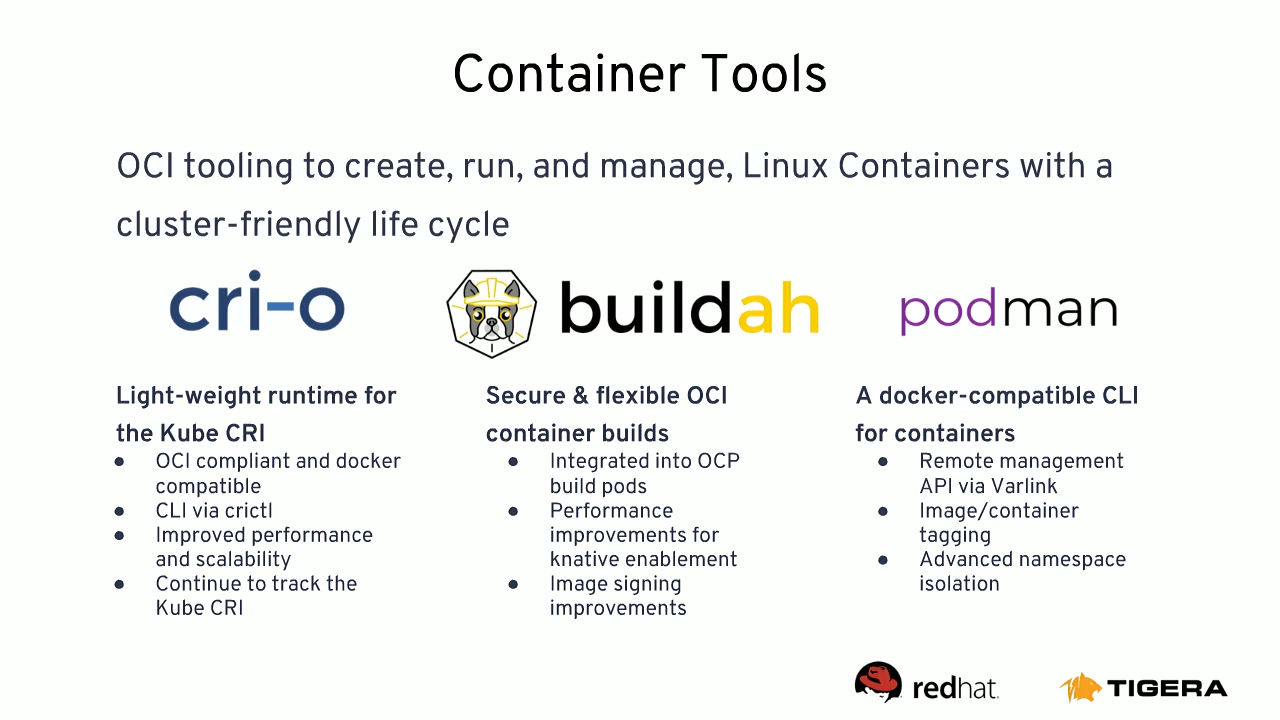 Container Tools
OCI tooling to create, run, and manage, Linux Containers with a
cluster-friendly life cycle
cri-o
buildah
podman
Light-weight runtime for
the Kube CRI
● OCI compliant and docker
compatible
● CLI via crictl
● Improved performance
and scalability
● Continue to track the
Kube CRI
Secure & flexible OCI
container builds
● Integrated into OCP
build pods
● Performance
improvements for
knative enablement
● Image signing
improvements
A docker-compatible CLI
for containers
● Remote management
API via Varlink
● Image/container
tagging
● Advanced namespace
isolation
redhat.
TIGERA